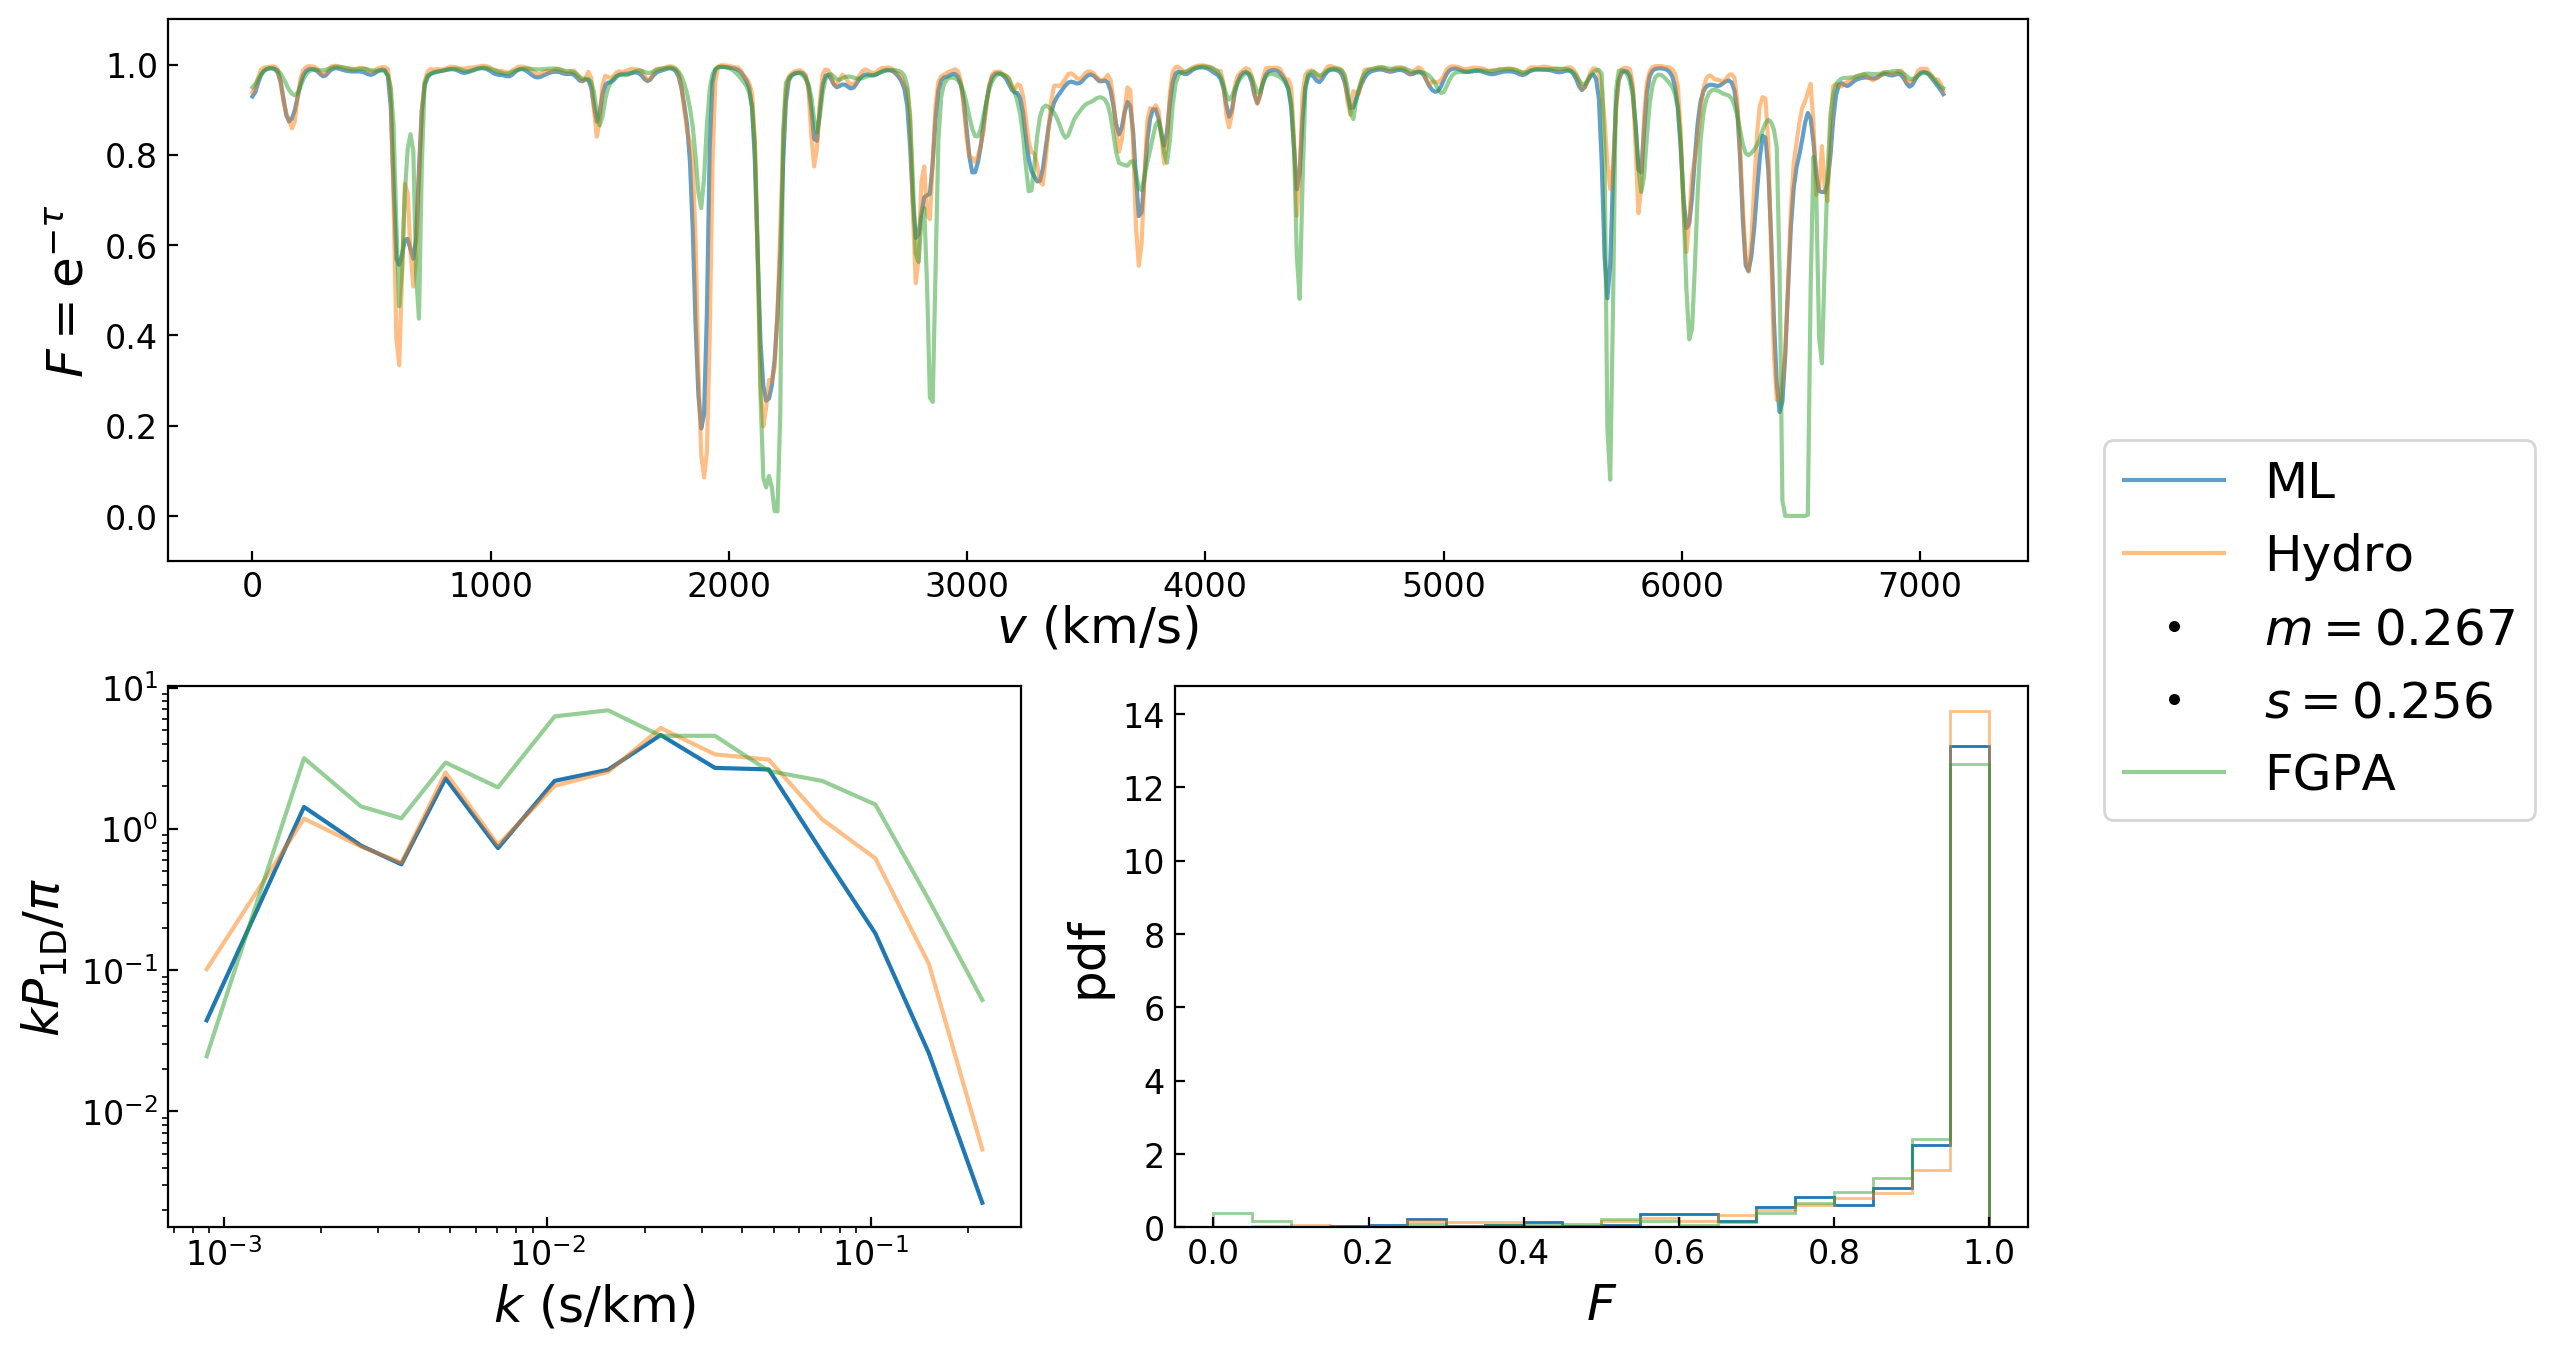 1.0
0.8
0.6
0.4
0.2
0.0
F = e^{−τ}
0 1000 2000 3000 4000 5000 6000 7000
v (km/s)
ML
Hydro
m = 0.267
s = 0.256
FGPA
10^1
10^0
10^{−1}
10^{−2}
kP_{1D}/π
10^{−3} 10^{−2} 10^{−1}
k (s/km)
14
12
10
8
6
4
2
0
pdf
0.0 0.2 0.4 0.6 0.8 1.0
F